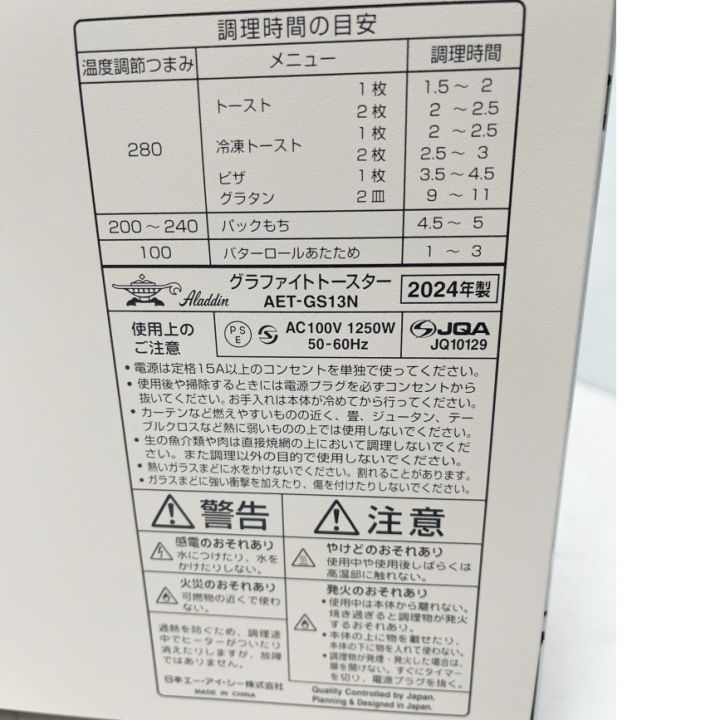 調理時間の目安
温度調節つまみ メニュー 調理時間
280
トースト 1枚 1.5～ 2
2枚 2 ～2.5
冷凍トースト 1枚 2 ～2.5
2枚 2.5～ 3
ピザ 1枚 3.5～4.5
グラタン 2皿 9 ～ 11
200～240 パックもち 4.5～ 5
100 バターロールあたため 1 ～ 3
Aladdin
グラファイトトースター
AET-GS13N
2024年製
使用上の
ご注意
PSE
S
AC100V 1250W
50-60Hz
JQA
JQ10129
・電源は定格15A以上のコンセントを単独で使ってください。
・使用後や掃除するときには電源プラグを必ずコンセントから
抜いてください。お手入れは本体が冷めてから行ってください。
・カーテンなど燃えやすいものの近く、畳、ジュータン、テー
ブルクロスなど熱に弱いものの上では使用しないでください。
・生の魚介類や肉は直接焼網の上において調理しないでくだ
さい。また調理以外の目的で使用しないでください。
・熱いガラスまどに水をかけないでください。割れることがあります。
・ガラスまどに強い衝撃を加えたり、傷を付けたりしないでください。
警告
感電のおそれあり
水につけたり、水を
かけたりしない。
火災のおそれあり
可燃物の近くで使わ
ない。
過熱を防ぐため、調理途
中でヒーターがついたり
消えたりしますが、故障
ではありません。
日本エー・アイ・シー株式会社
MADE IN CHINA
注意
やけどのおそれあり
使用中や使用後しばらくは
高温部に触れない。
発火のおそれあり
・使用中は本体から離れない。
焼き過ぎると調理物が発火
するおそれあり。
・本体の上に物を載せたり、
本体の下に物を入れて使わない。
・調理物が発煙・発火した場合は、
扉を開けない。すぐにタイマー
を切り、電源プラグを抜く。
Quality Controlled by Japan.
Planning & Designed in Japan.